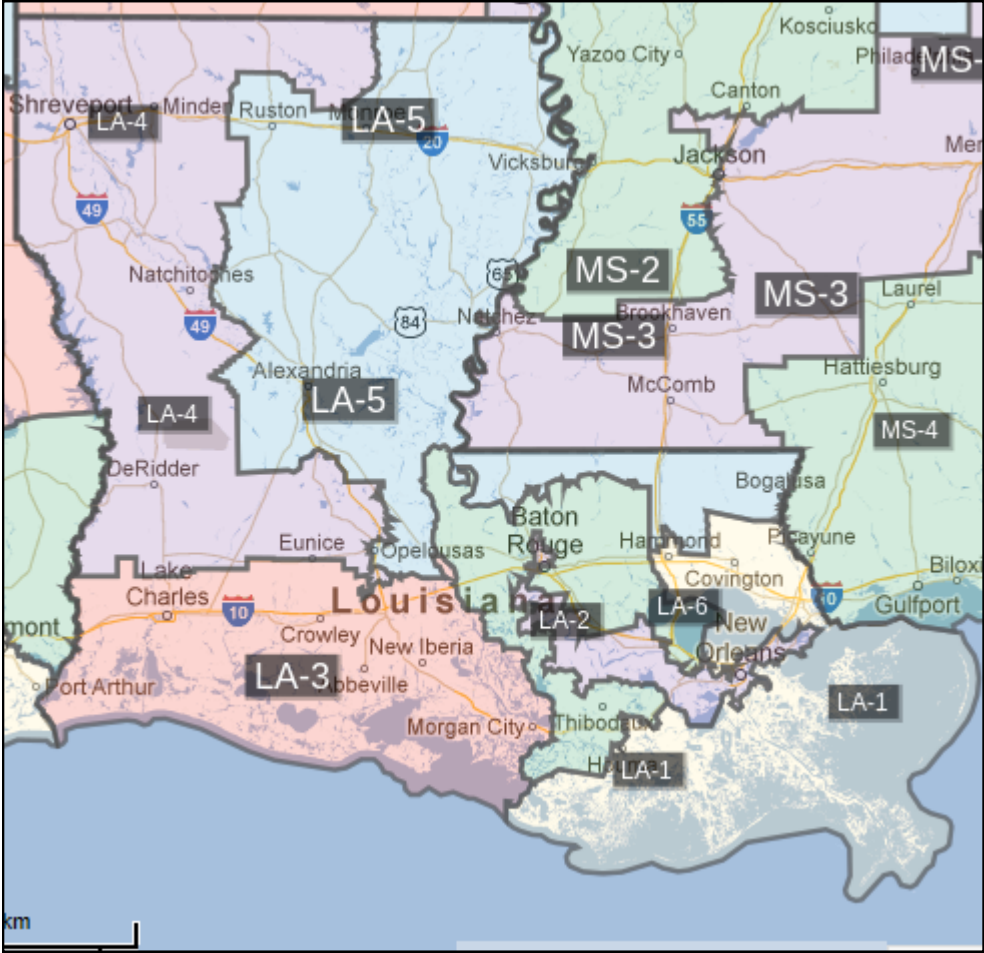 Kosciusko
Yazoo City
Philadelphia
MS-
Canton
Shreveport
Minden
Ruston
Monroe
LA-4
LA-5
20
Vicksburg
Jackson
Mer
49
55
Natchitoches
65
MS-2
MS-3
Laurel
49
84
Natchez
Brookhaven
MS-3
Alexandria
McComb
Hattiesburg
LA-5
LA-4
MS-4
DeRidder
Bogalusa
Baton
Rouge
Eunice
Opelousas
Hammond
Picayune
Lake
Charles
Covington
Biloxi
Louisiana
10
10
Gulfport
mont
Crowley
LA-2
LA-6
New
Orleans
New Iberia
LA-3
Abbeville
Port Arthur
LA-1
Morgan City
Thibodaux
Houma
LA-1
km